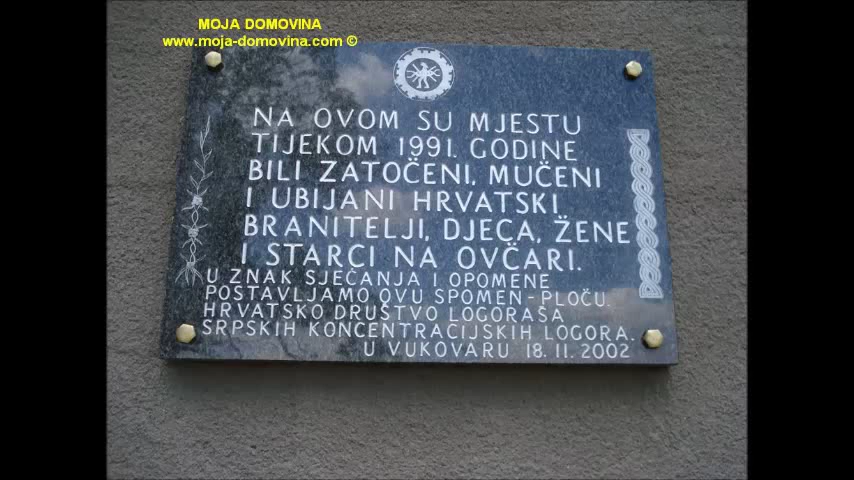 MOJA DOMOVINA
www.moja-domovina.com ©
NA OVOM SU MJESTU
TIJEKOM 1991. GODINE
BILI ZATOČENI, MUČENI
I UBIJANI HRVATSKI
BRANITELJI, DJECA, ŽENE
I STARCI NA OVČARI.
U ZNAK SJEĆANJA I OPOMENE
POSTAVLJAMO OVU SPOMEN-PLOČU.
HRVATSKO DRUŠTVO LOGORAŠA
SRPSKIH KONCENTRACIJSKIH LOGORA.
U VUKOVARU 18. 11. 2002